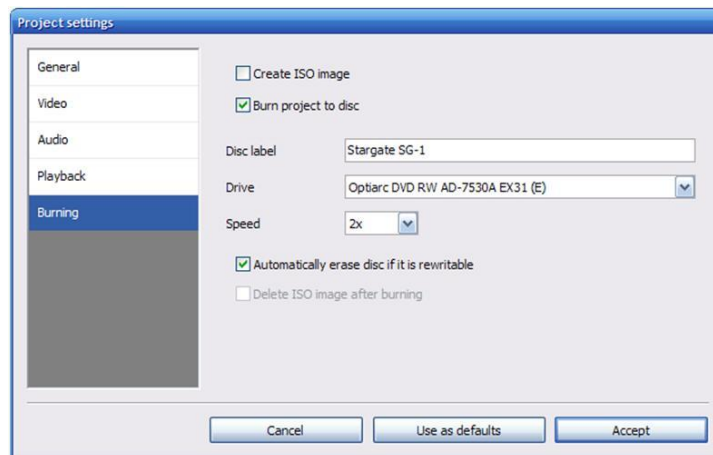 Project settings
General
Video
Audio
Playback
Burning
Create ISO image
Burn project to disc
Disc label Stargate SG-1
Drive Optiarc DVD RW AD-7530A EX31 (E)
Speed 2x
Automatically erase disc if it is rewritable
Delete ISO image after burning
Cancel Use as defaults Accept